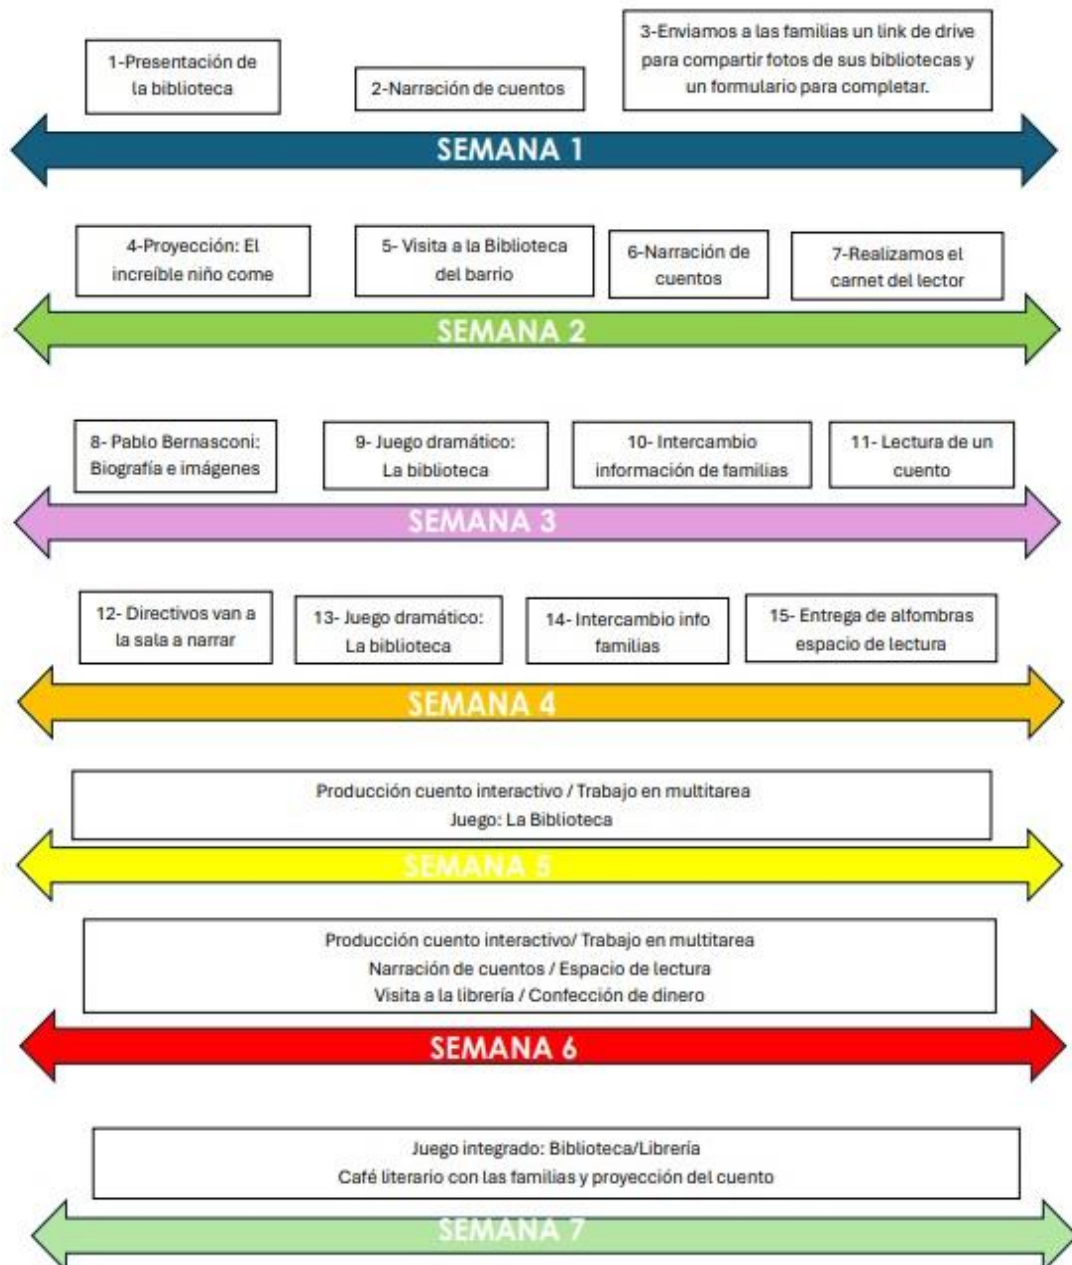 1-Presentación de
la biblioteca
2-Narración de cuentos
3-Enviamos a las familias un link de drive
para compartir fotos de sus bibliotecas y
un formulario para completar.
SEMANA 1
4-Proyección: El
increíble niño come
5- Visita a la Biblioteca
del barrio
6-Narración de
cuentos
7-Realizamos el
carnet del lector
SEMANA 2
8- Pablo Bernasconi:
Biografía e imágenes
9- Juego dramático:
La biblioteca
10- Intercambio
información de familias
11- Lectura de un
cuento
SEMANA 3
12- Directivos van a
la sala a narrar
13- Juego dramático:
La biblioteca
14- Intercambio info
familias
15- Entrega de alfombras
espacio de lectura
SEMANA 4
Producción cuento interactivo / Trabajo en multitarea
Juego: La Biblioteca
SEMANA 5
Producción cuento interactivo/ Trabajo en multitarea
Narración de cuentos / Espacio de lectura
Visita a la librería / Confección de dinero
SEMANA 6
Juego integrado: Biblioteca/Librería
Café literario con las familias y proyección del cuento
SEMANA 7